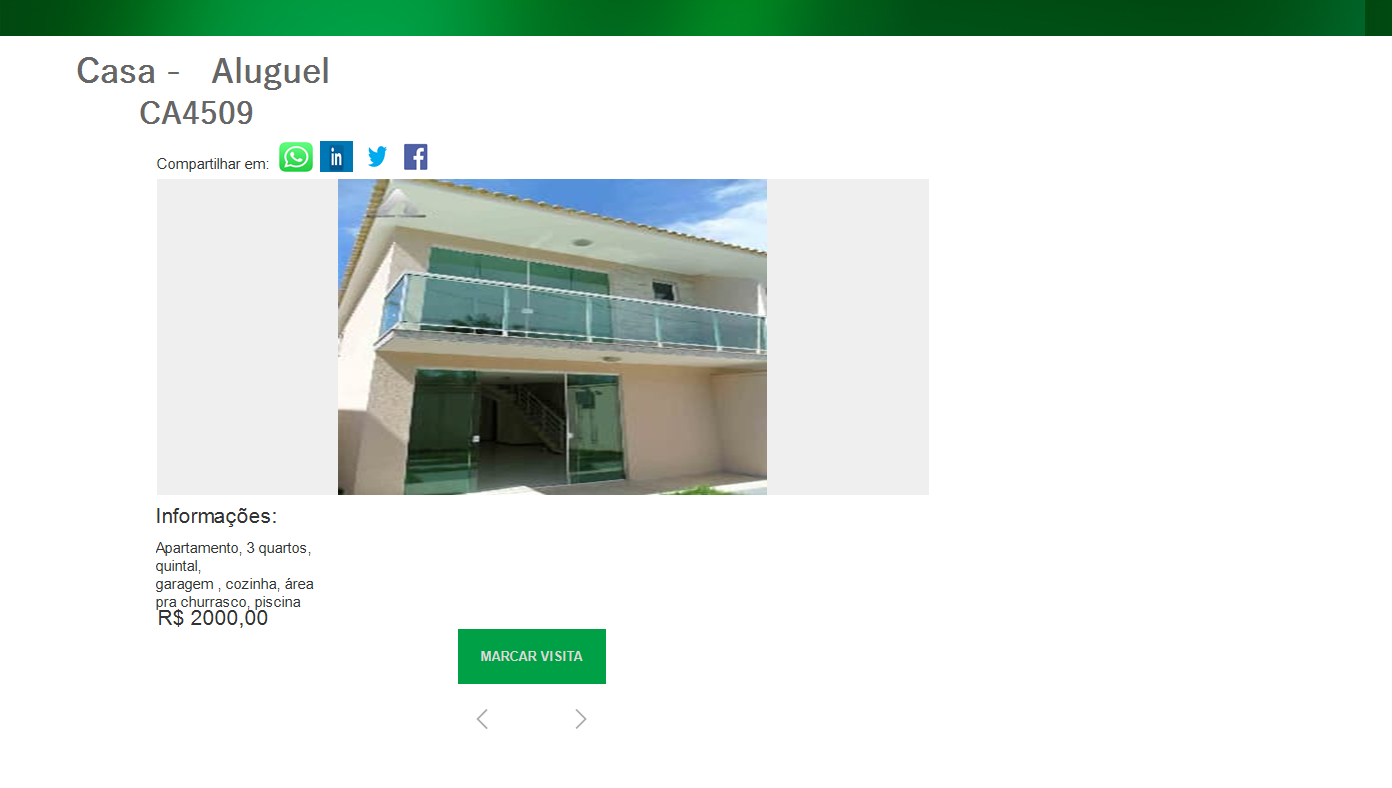 Casa - Aluguel
CA4509
Compartilhar em:
in
Informações:
Apartamento, 3 quartos,
quintal,
garagem , cozinha, área
pra churrasco, piscina
R$ 2000,00
MARCAR VISITA